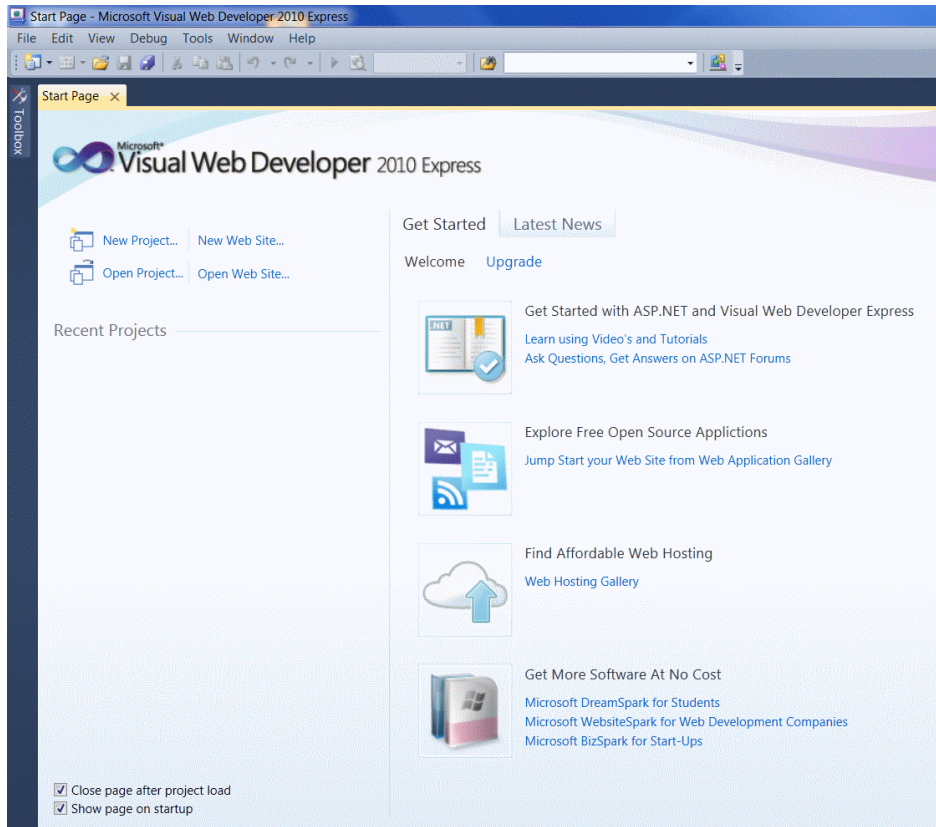 Start Page - Microsoft Visual Web Developer 2010 Express
File Edit View Debug Tools Window Help
Toolbox
Start Page
Microsoft®
Visual Web Developer 2010 Express
New Project... New Web Site...
Open Project... Open Web Site...
Recent Projects
Close page after project load
Show page on startup
Get Started Latest News
Welcome Upgrade
Get Started with ASP.NET and Visual Web Developer Express
.NET
Learn using Video's and Tutorials
Ask Questions, Get Answers on ASP.NET Forums
Explore Free Open Source Applictions
Jump Start your Web Site from Web Application Gallery
Find Affordable Web Hosting
Web Hosting Gallery
Get More Software At No Cost
Microsoft DreamSpark for Students
Microsoft WebsiteSpark for Web Development Companies
Microsoft BizSpark for Start-Ups